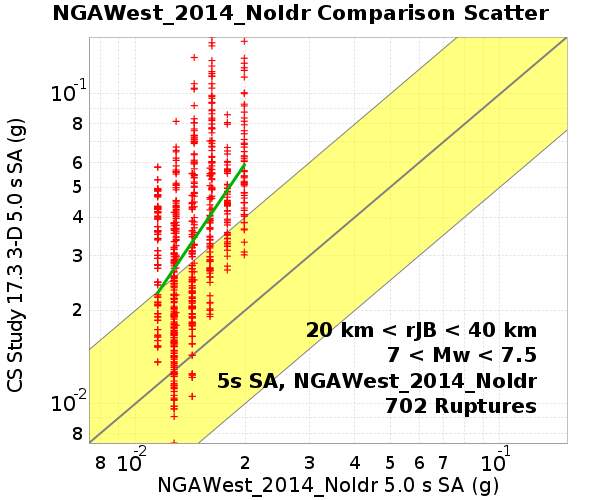 NGAWest_2014_NoIdr Comparison Scatter
CS Study 17.3 3-D 5.0 s SA (g)
10⁻¹
8
6
5
4
3
2
10⁻²
8
20 km < rJB < 40 km
7 < Mw < 7.5
5s SA, NGAWest_2014_NoIdr
702 Ruptures
8 10⁻² 2 3 4 5 6 7 10⁻¹
NGAWest_2014_NoIdr 5.0 s SA (g)